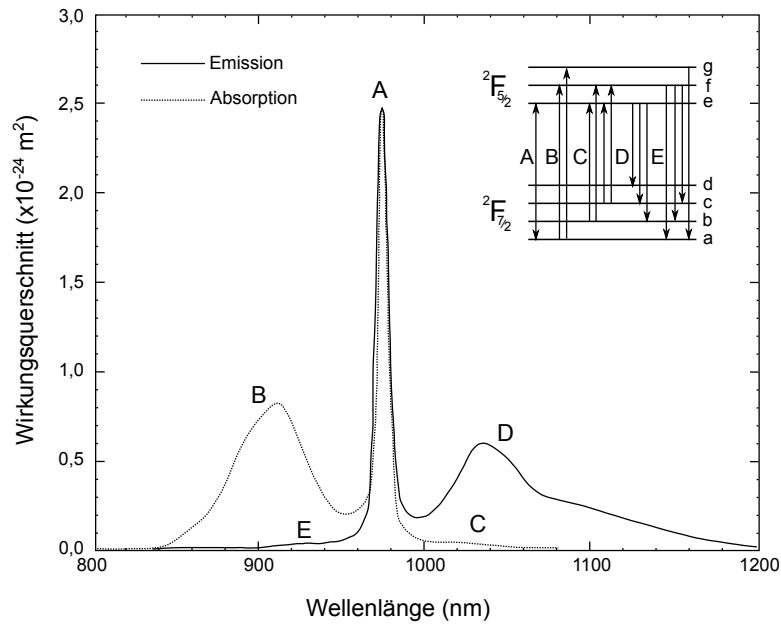 3,0
2,5
2,0
1,5
1,0
0,5
0,0
800
900
1000
1100
1200
Wirkungsquerschnitt (x10⁻²⁴ m²)
Wellenlänge (nm)
Emission
Absorption
A
B
C
D
E
²F₅/₂
²F₇/₂
g
f
e
d
c
b
a
A B C D E